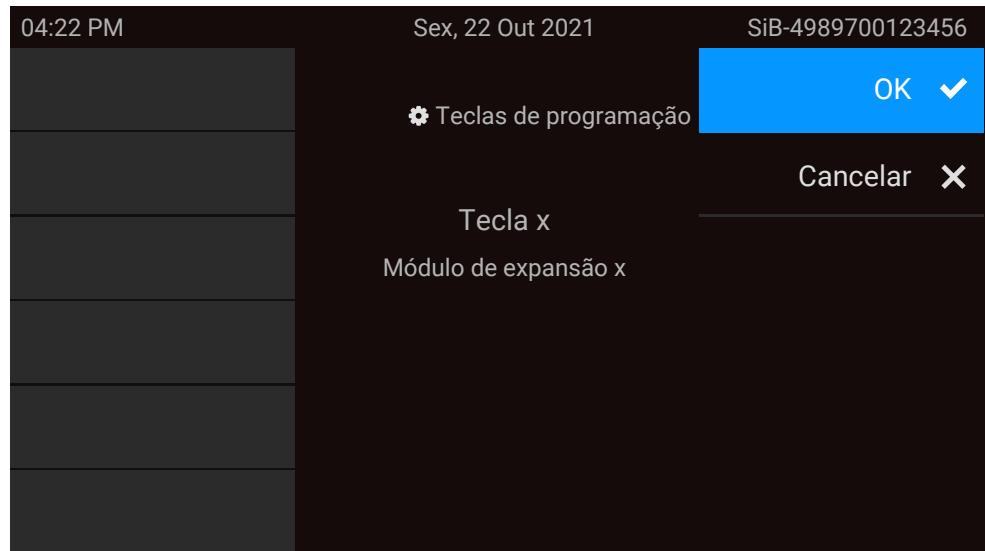 04:22 PM
Sex, 22 Out 2021
SiB-4989700123456
OK
Teclas de programação
Cancelar
Tecla x
Módulo de expansão x